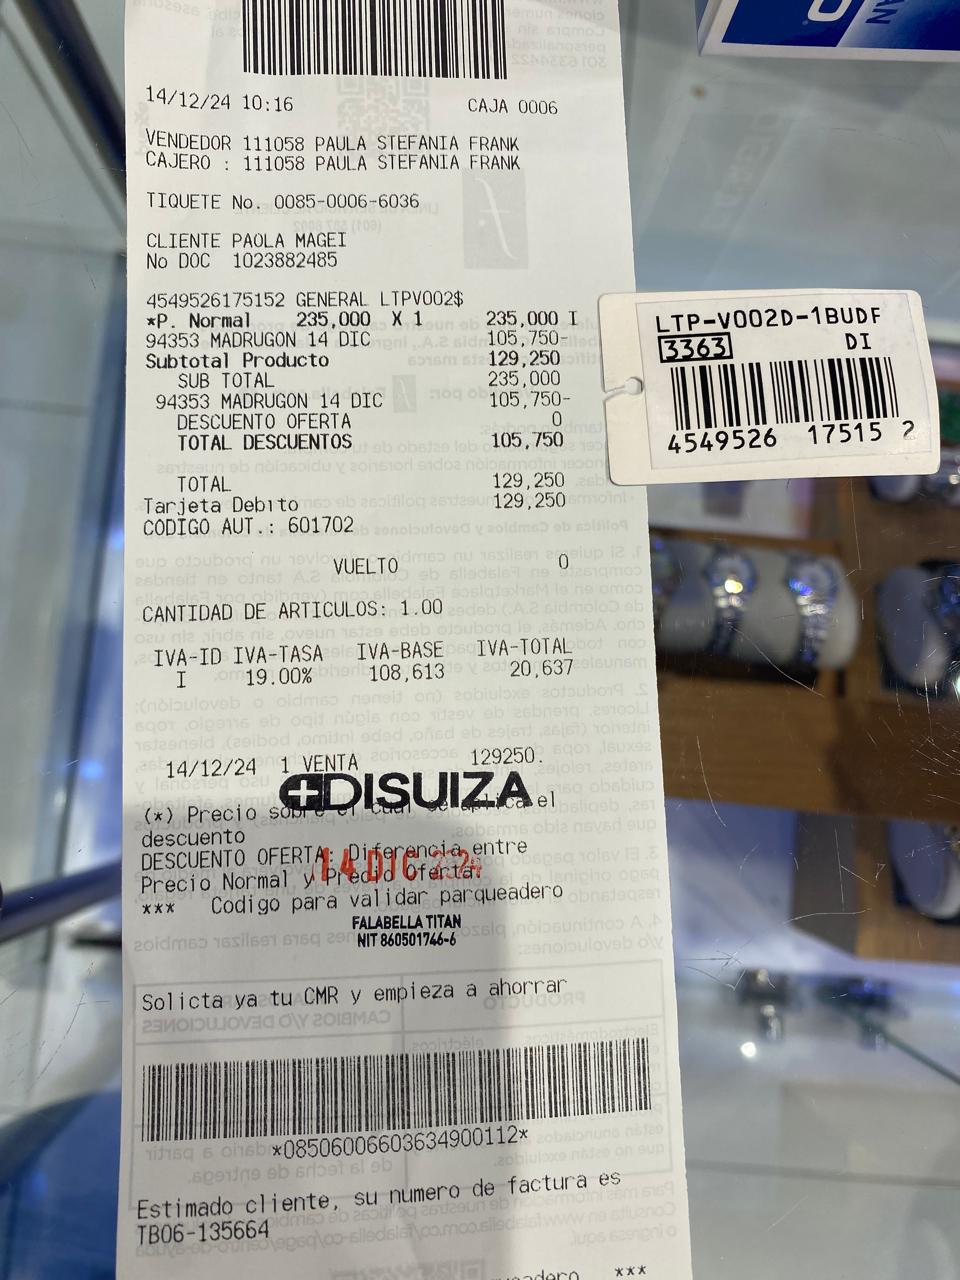 14/12/24 10:16 CAJA 0006
VENDEDOR 111058 PAULA STEFANIA FRANK
CAJERO : 111058 PAULA STEFANIA FRANK
TIQUETE No. 0085-0006-6036
CLIENTE PAOLA MAGEI
No DOC 1023882485
4549526175152 GENERAL LTPV002$
*P. Normal 235,000 X 1 235,000 I
94353 MADRUGON 14 DIC 105,750-
Subtotal Producto 129,250
SUB TOTAL 235,000
94353 MADRUGON 14 DIC 105,750-
DESCUENTO OFERTA 0
TOTAL DESCUENTOS 105,750
TOTAL 129,250
Tarjeta Debito 129,250
CODIGO AUT.: 601702
VUELTO 0
CANTIDAD DE ARTICULOS: 1.00
IVA-ID IVA-TASA IVA-BASE IVA-TOTAL
I 19.00% 108,613 20,637
14/12/24 1 VENTA 129250.
DISUIZA
(*) Precio sobre el cual se aplica el
descuento
DESCUENTO OFERTA: Diferencia entre
14 DIC
Precio Normal y Precio Oferta.
*** Codigo para validar parqueadero
FALABELLA TITAN
NIT 860501746-6
Solicta ya tu CMR y empieza a ahorrar
*08506006603634900112*
Estimado cliente, su numero de factura es
TB06-135664
***
LTP-V002D-1BUDF
3363 DI
4549526 17515 2